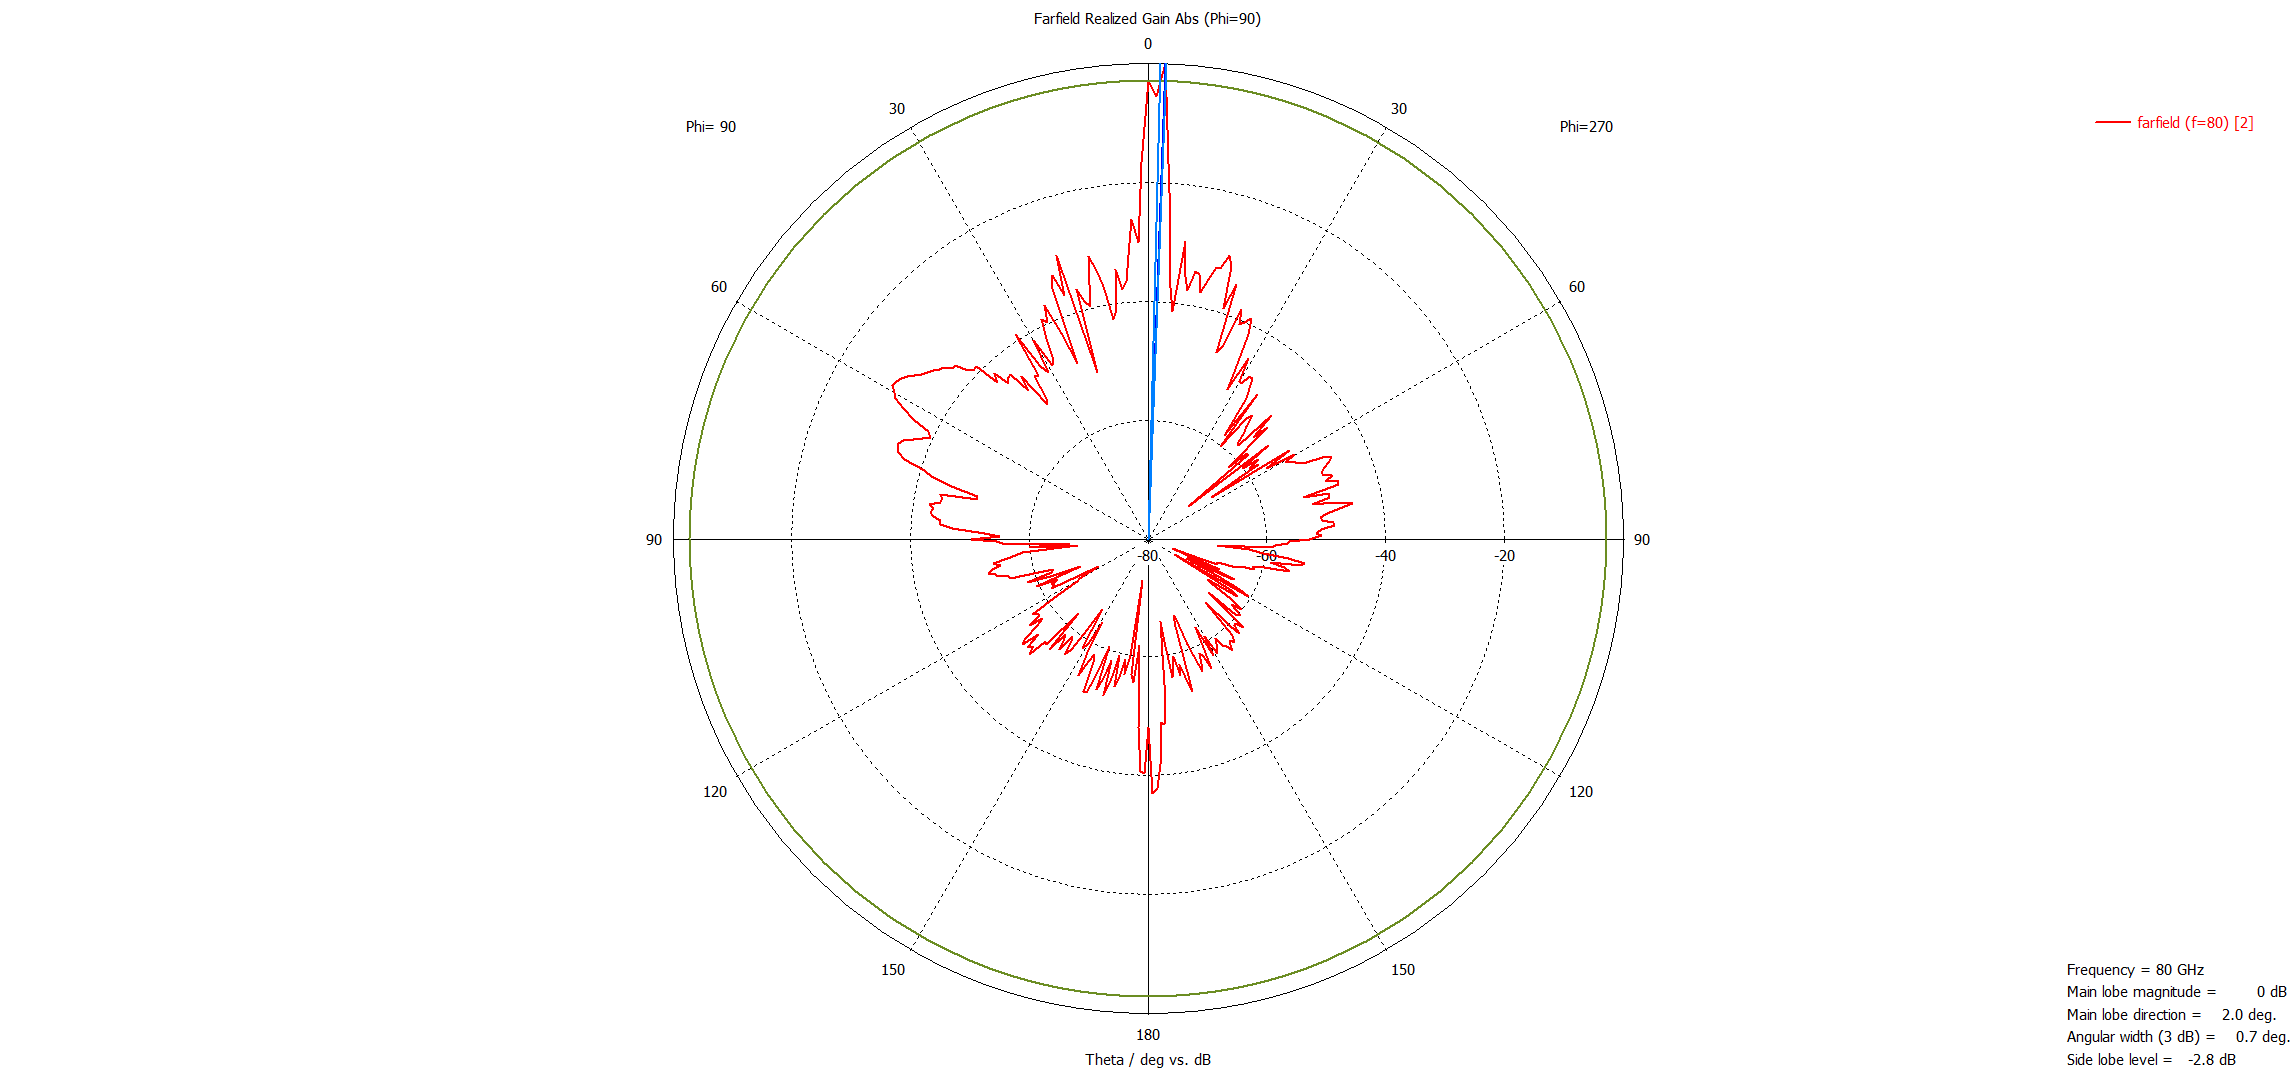 Farfield Realized Gain Abs (Phi=90)
0
30
30
Phi= 90
Phi=270
farfield (f=80) [2]
60
60
90
90
-80
-60
-40
-20
120
120
150
150
180
Theta / deg vs. dB
Frequency = 80 GHz
Main lobe magnitude = 0 dB
Main lobe direction = 2.0 deg.
Angular width (3 dB) = 0.7 deg.
Side lobe level = -2.8 dB